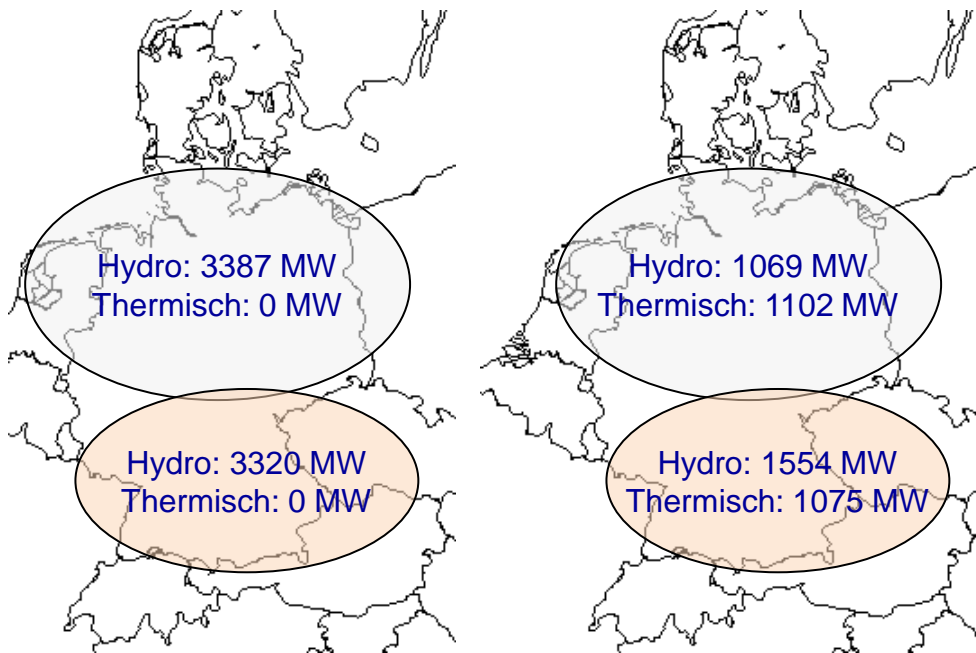 Hydro: 3387 MW
Thermisch: 0 MW
Hydro: 3320 MW
Thermisch: 0 MW
Hydro: 1069 MW
Thermisch: 1102 MW
Hydro: 1554 MW
Thermisch: 1075 MW